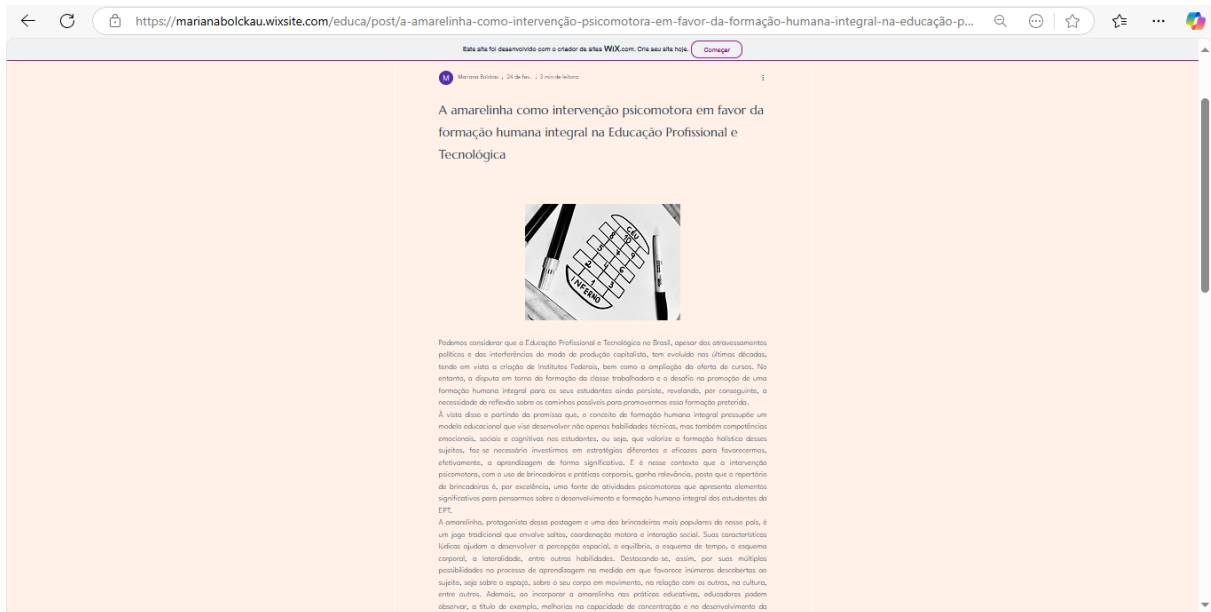 https://marianabolckau.wixsite.com/educa/post/a-amarelinha-como-intervenção-psicomotora-em-favor-da-formação-humana-integral-na-educação-p...
Este site foi desenvolvido com o criador de sites WiX.com. Crie seu site hoje. Começar
M Mariana Bolckau . 24 de fev. . 3 min de leitura
A amarelinha como intervenção psicomotora em favor da
formação humana integral na Educação Profissional e
Tecnológica
CÉU
10
8 9
7
5 6
4
2 3
1
INFERNO
Podemos considerar que a Educação Profissional e Tecnológica no Brasil, apesar dos atravessamentos
políticos e das interferências do modo de produção capitalista, tem evoluído nas últimas décadas,
tendo em vista a criação de Institutos Federais, bem como a ampliação da oferta de cursos. No
entanto, a disputa em torno da formação da classe trabalhadora e o desafio na promoção de uma
formação humana integral para os seus estudantes ainda persiste, revelando, por conseguinte, a
necessidade de reflexão sobre os caminhos possíveis para promovermos essa formação preterida.
À vista disso e partindo da premissa que, o conceito de formação humana integral pressupõe um
modelo educacional que vise desenvolver não apenas habilidades técnicas, mas também competências
emocionais, sociais e cognitivas nos estudantes, ou seja, que valorize a formação holística desses
sujeitos, faz-se necessário investirmos em estratégias diferentes e eficazes para favorecermos,
efetivamente, a aprendizagem de forma significativa. E é nesse contexto que a intervenção
psicomotora, com o uso de brincadeiras e práticas corporais, ganha relevância, posto que o repertório
de brincadeiras é, por excelência, uma fonte de atividades psicomotoras que apresenta elementos
significativos para pensarmos sobre o desenvolvimento e formação humana integral dos estudantes da
EPT.
A amarelinha, protagonista dessa postagem e uma das brincadeiras mais populares do nosso país, é
um jogo tradicional que envolve saltos, coordenação motora e interação social. Suas características
lúdicas ajudam a desenvolver a percepção espacial, o equilíbrio, o esquema de tempo, o esquema
corporal, a lateralidade, entre outras habilidades. Destacando-se, assim, por suas múltiplas
possibilidades no processo de aprendizagem na medida em que favorece inúmeras descobertas ao
sujeito, seja sobre o espaço, sobre o seu corpo em movimento, na relação com os outros, na cultura,
entre outros. Ademais, ao incorporar a amarelinha nas práticas educativas, educadores podem
observar, a título de exemplo, melhorias na capacidade de concentração e no desenvolvimento da